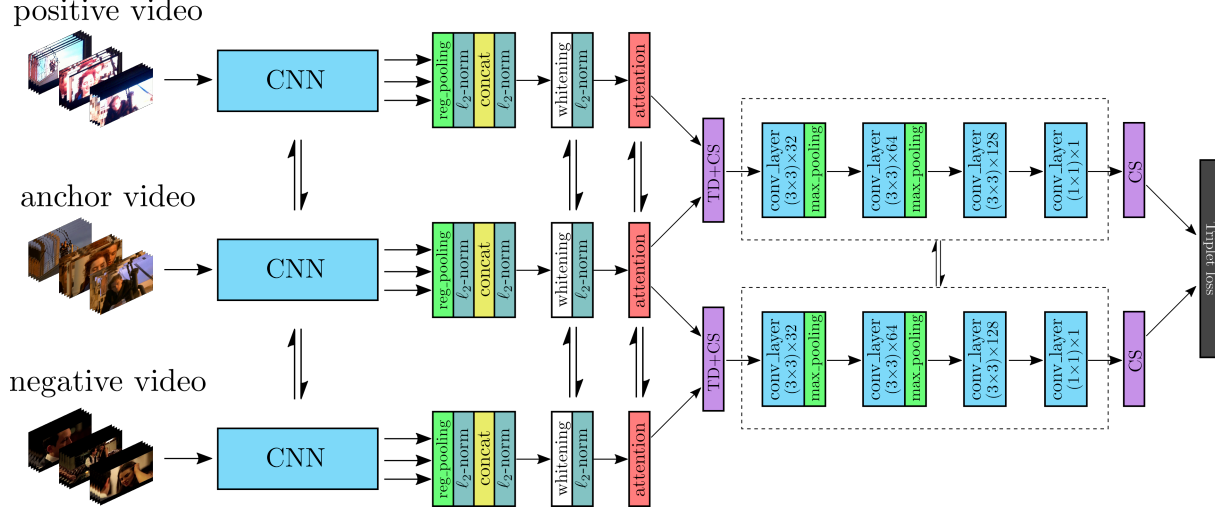 positive video
CNN
reg_pooling
ℓ₂-norm
concat
ℓ₂-norm
whitening
ℓ₂-norm
attention
anchor video
CNN
reg_pooling
ℓ₂-norm
concat
ℓ₂-norm
whitening
ℓ₂-norm
attention
negative video
CNN
reg_pooling
ℓ₂-norm
concat
ℓ₂-norm
whitening
ℓ₂-norm
attention
TD+CS
conv_layer
(3×3)×32
max_pooling
conv_layer
(3×3)×64
max_pooling
conv_layer
(3×3)×128
conv_layer
(1×1)×1
CS
TD+CS
conv_layer
(3×3)×32
max_pooling
conv_layer
(3×3)×64
max_pooling
conv_layer
(3×3)×128
conv_layer
(1×1)×1
CS
Triplet loss